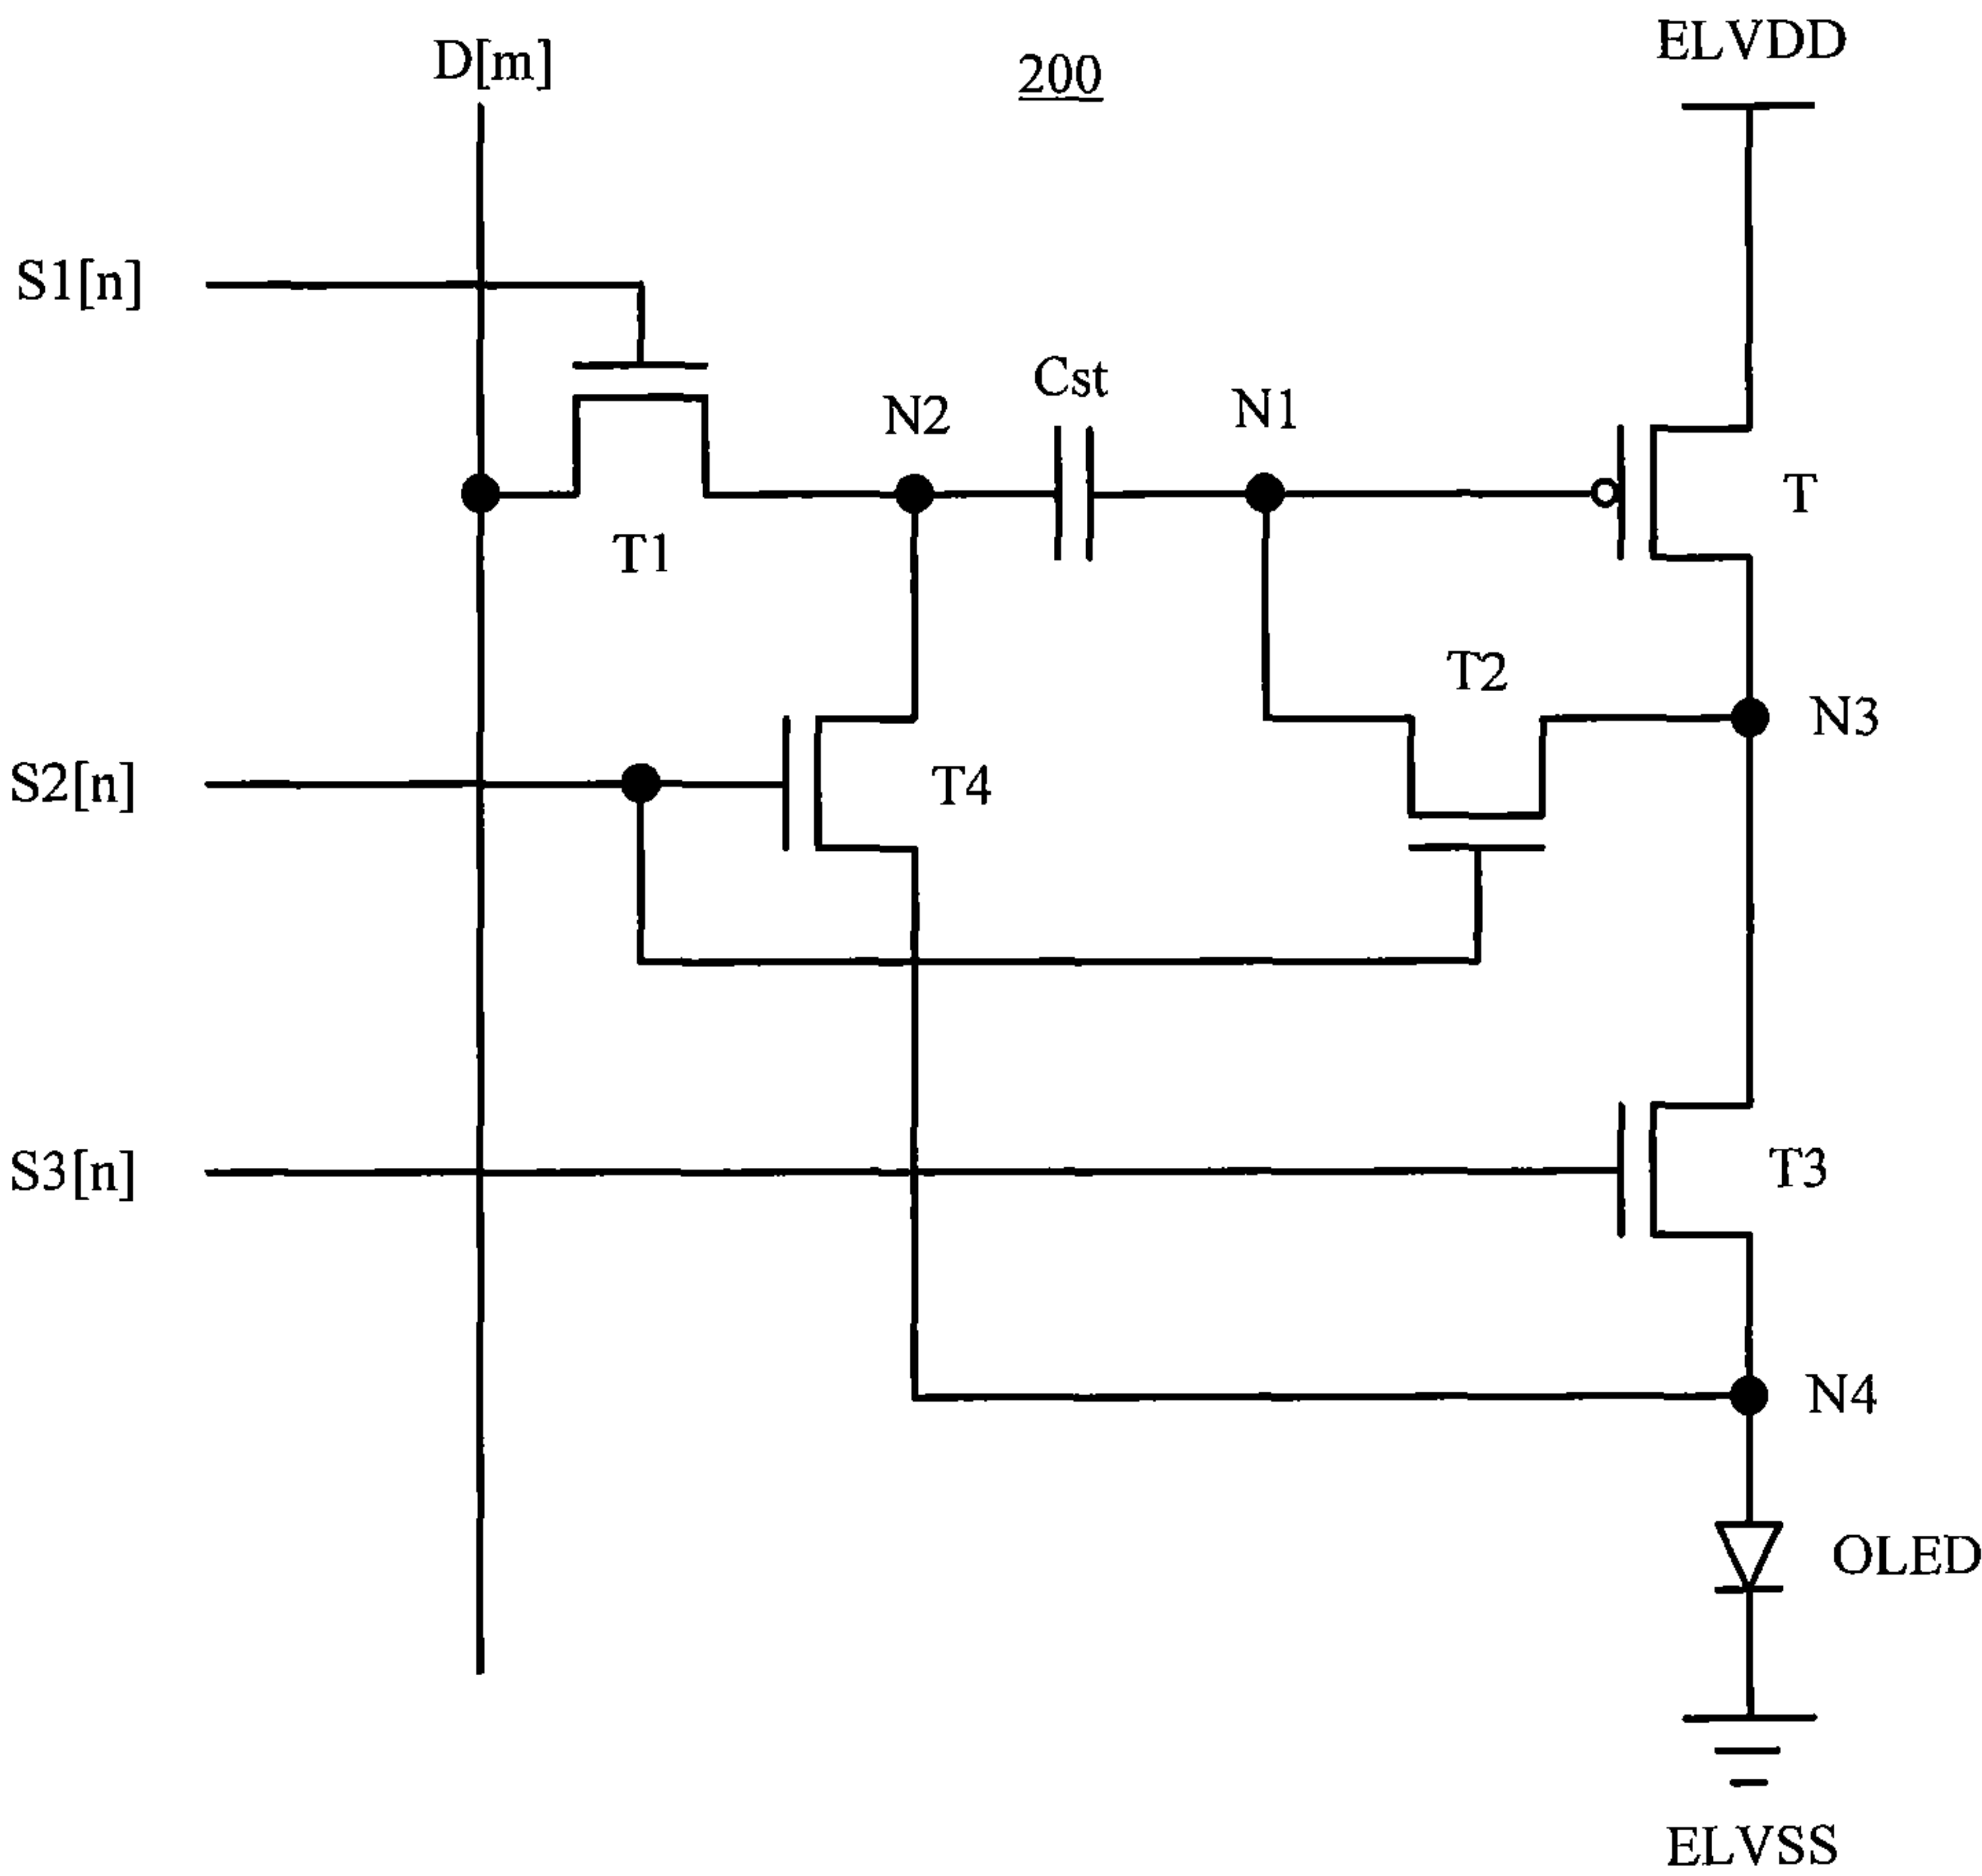 D[m]
200
ELVDD
S1[n]
Cst
N2
N1
T
T1
T2
N3
S2[n]
T4
S3[n]
T3
N4
OLED
ELVSS